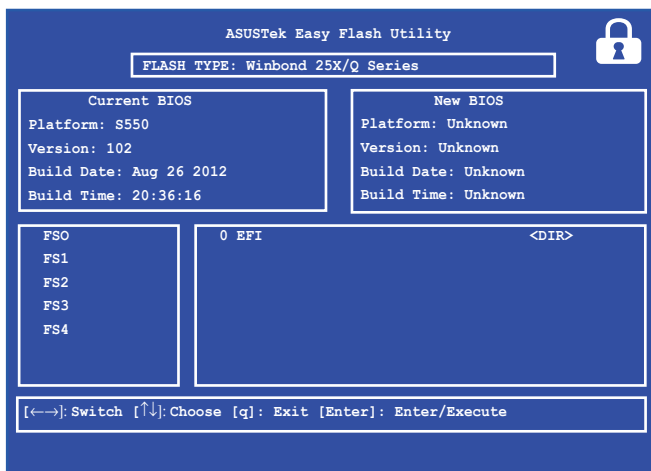 ASUSTek Easy Flash Utility
FLASH TYPE: Winbond 25X/Q Series
Current BIOS
Platform: S550
Version: 102
Build Date: Aug 26 2012
Build Time: 20:36:16
New BIOS
Platform: Unknown
Version: Unknown
Build Date: Unknown
Build Time: Unknown
FSO
FS1
FS2
FS3
FS4
0 EFI <DIR>
[←→]: Switch [↑↓]: Choose [q]: Exit [Enter]: Enter/Execute